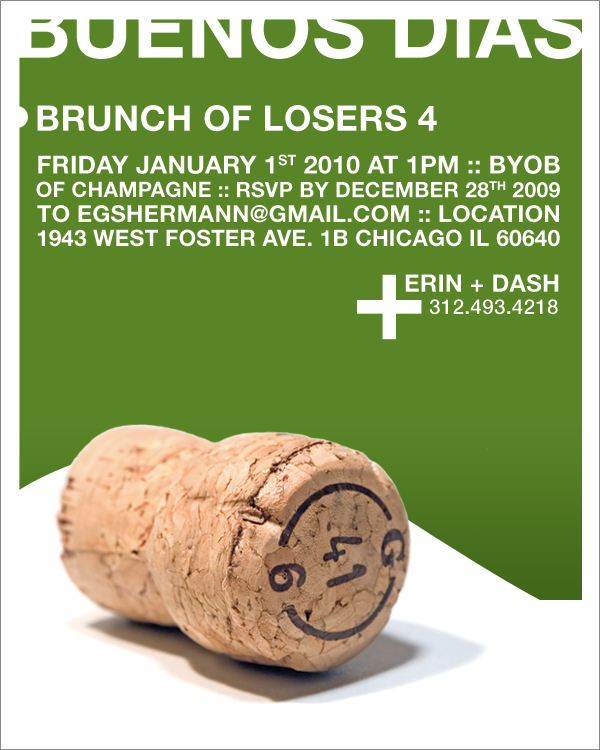 BUENOS DIAS
BRUNCH OF LOSERS 4
FRIDAY JANUARY 1ST 2010 AT 1PM :: BYOB
OF CHAMPAGNE :: RSVP BY DECEMBER 28TH 2009
TO EGSHERMANN@GMAIL.COM :: LOCATION
1943 WEST FOSTER AVE. 1B CHICAGO IL 60640
ERIN + DASH
312.493.4218
G
41
6